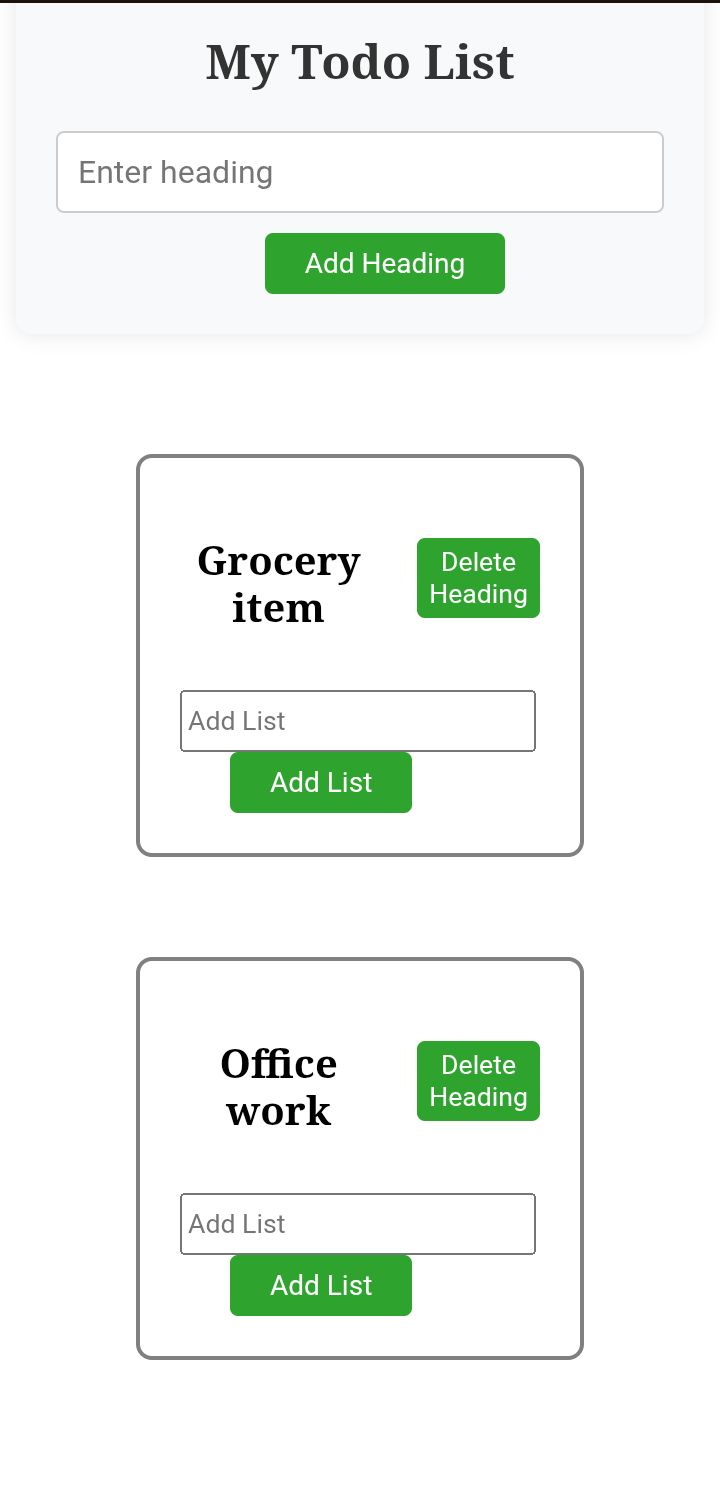 My Todo List
Enter heading
Add Heading
Grocery
item
Delete
Heading
Add List
Add List
Office
work
Delete
Heading
Add List
Add List